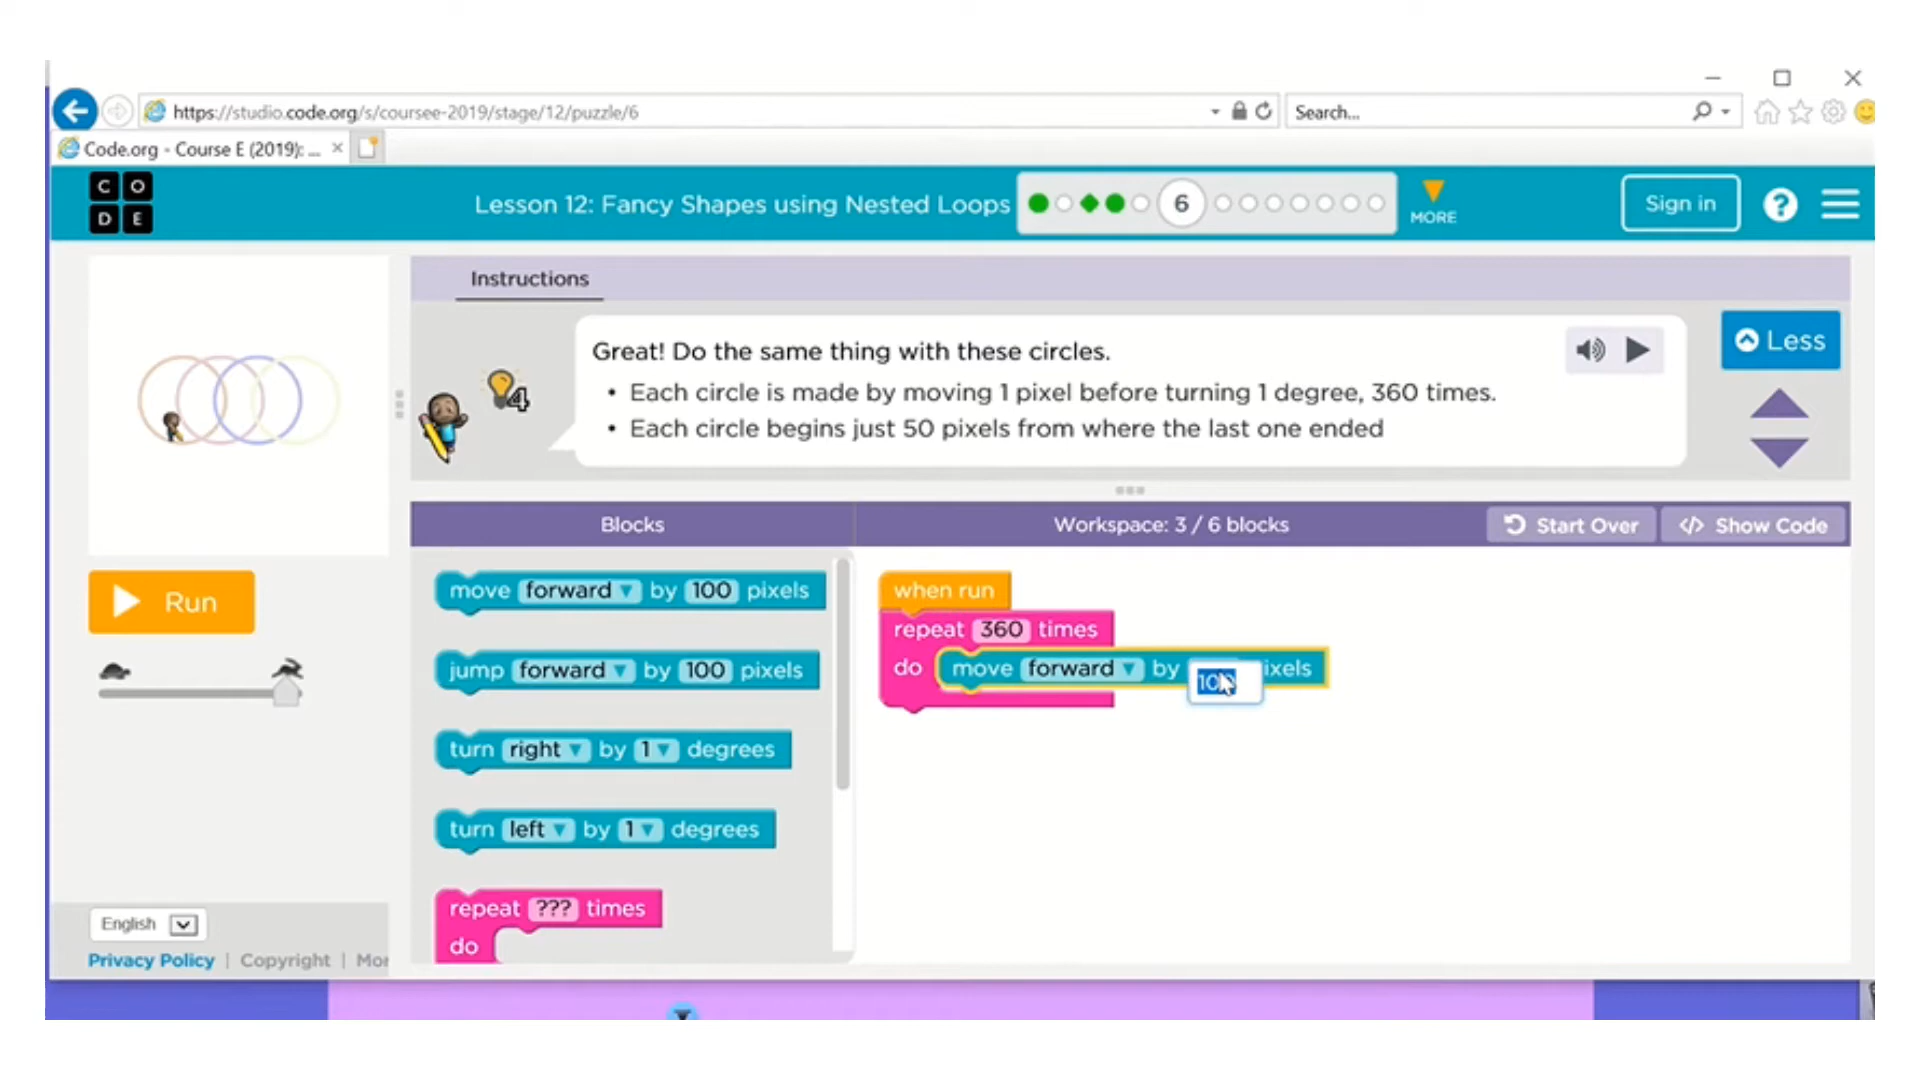 https://studio.code.org/s/coursee-2019/stage/12/puzzle/6
Search...
Code.org - Course E (2019): ...
C O
D E
Lesson 12: Fancy Shapes using Nested Loops
6
MORE
Sign in
?
Instructions
Less
4
Great! Do the same thing with these circles.
• Each circle is made by moving 1 pixel before turning 1 degree, 360 times.
• Each circle begins just 50 pixels from where the last one ended
Blocks
Workspace: 3 / 6 blocks
Start Over
</> Show Code
Run
move forward by 100 pixels
jump forward by 100 pixels
turn right by 1 degrees
turn left by 1 degrees
repeat ??? times
do
when run
repeat 360 times
do move forward by ixels
English
Privacy Policy | Copyright | Mor